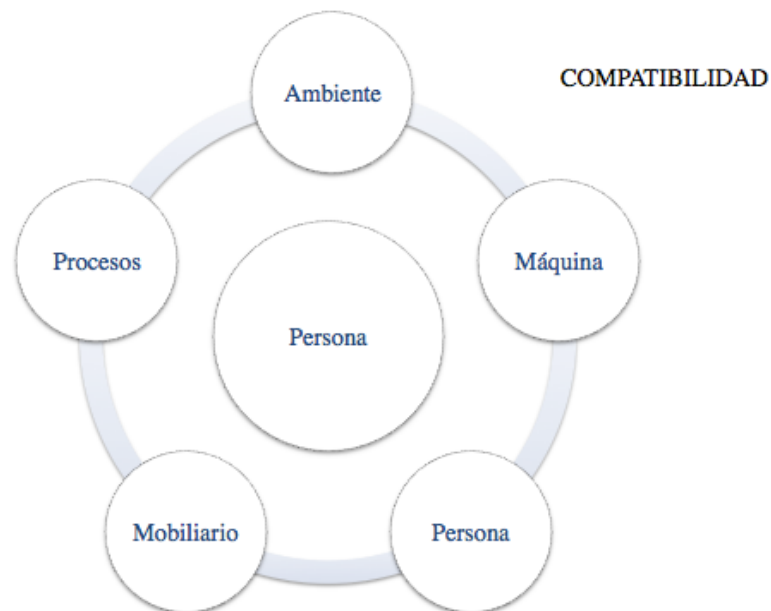 Ambiente
COMPATIBILIDAD
Procesos
Máquina
Persona
Mobiliario
Persona